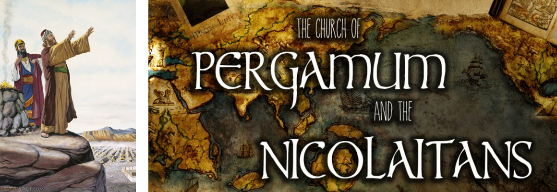 THE CHURCH OF
PERGAMUM
AND THE
NICOLAITANS